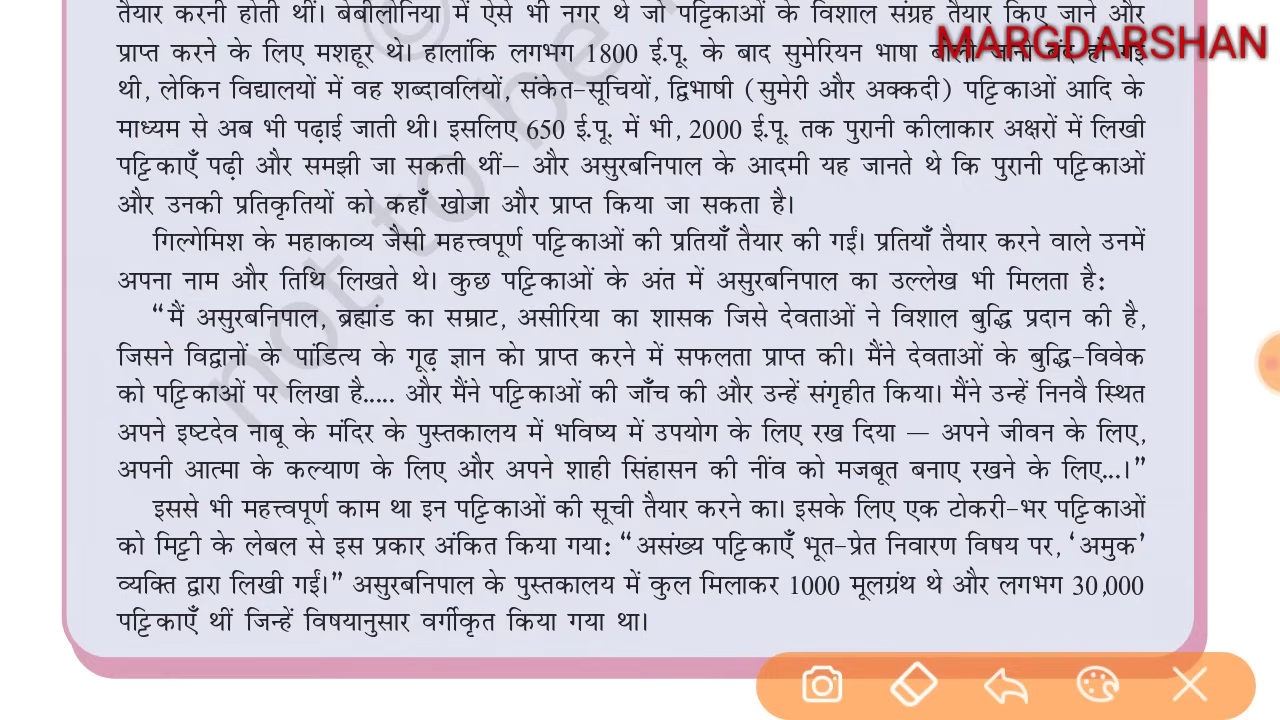 तैयार करनी होती थीं। बेबीलोनिया में ऐसे भी नगर थे जो पट्टिकाओं के विशाल संग्रह तैयार किए जाने और
MARGDARSHAN
प्राप्त करने के लिए मशहूर थे। हालांकि लगभग 1800 ई.पू. के बाद सुमेरियन भाषा बोली जानी बंद हो गई
थी, लेकिन विद्यालयों में वह शब्दावलियों, संकेत-सूचियों, द्विभाषी (सुमेरी और अक्कदी) पट्टिकाओं आदि के
माध्यम से अब भी पढ़ाई जाती थी। इसलिए 650 ई.पू. में भी, 2000 ई.पू. तक पुरानी कीलाकार अक्षरों में लिखी
पट्टिकाएँ पढ़ी और समझी जा सकती थीं– और असुरबनिपाल के आदमी यह जानते थे कि पुरानी पट्टिकाओं
और उनकी प्रतिकृतियों को कहाँ खोजा और प्राप्त किया जा सकता है।
गिल्गेमिश के महाकाव्य जैसी महत्त्वपूर्ण पट्टिकाओं की प्रतियाँ तैयार की गईं। प्रतियाँ तैयार करने वाले उनमें
अपना नाम और तिथि लिखते थे। कुछ पट्टिकाओं के अंत में असुरबनिपाल का उल्लेख भी मिलता है:
“मैं असुरबनिपाल, ब्रह्मांड का सम्राट, असीरिया का शासक जिसे देवताओं ने विशाल बुद्धि प्रदान की है,
जिसने विद्वानों के पांडित्य के गूढ़ ज्ञान को प्राप्त करने में सफलता प्राप्त की। मैंने देवताओं के बुद्धि-विवेक
को पट्टिकाओं पर लिखा है..... और मैंने पट्टिकाओं की जाँच की और उन्हें संगृहीत किया। मैंने उन्हें निनवै स्थित
अपने इष्टदेव नाबू के मंदिर के पुस्तकालय में भविष्य में उपयोग के लिए रख दिया — अपने जीवन के लिए,
अपनी आत्मा के कल्याण के लिए और अपने शाही सिंहासन की नींव को मजबूत बनाए रखने के लिए...।”
इससे भी महत्त्वपूर्ण काम था इन पट्टिकाओं की सूची तैयार करने का। इसके लिए एक टोकरी-भर पट्टिकाओं
को मिट्टी के लेबल से इस प्रकार अंकित किया गया: “असंख्य पट्टिकाएँ भूत-प्रेत निवारण विषय पर, ‘अमुक’
व्यक्ति द्वारा लिखी गईं।” असुरबनिपाल के पुस्तकालय में कुल मिलाकर 1000 मूलग्रंथ थे और लगभग 30,000
पट्टिकाएँ थीं जिन्हें विषयानुसार वर्गीकृत किया गया था।
not to be